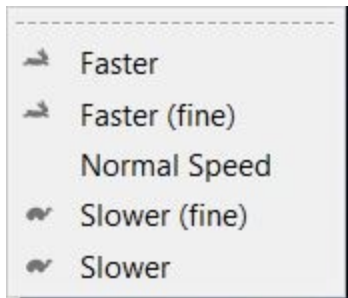 Faster
Faster (fine)
Normal Speed
Slower (fine)
Slower